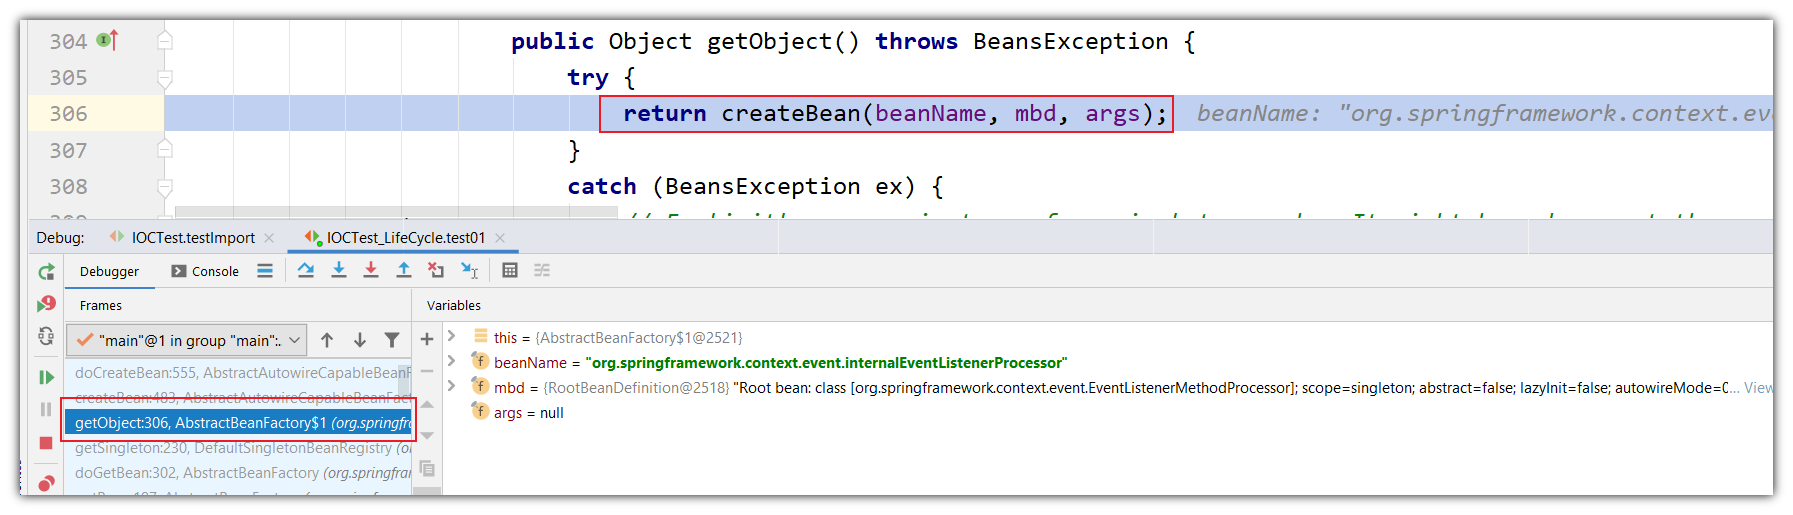 304 public Object getObject() throws BeansException {
305 try {
306 return createBean(beanName, mbd, args); beanName: "org.springframework.context.eve
307 }
308 catch (BeansException ex) {
Debug: IOCTest.testImport × IOCTest_LifeCycle.test01 ×
Debugger Console
Frames Variables
"main"@1 in group "main":.
this = {AbstractBeanFactory$1@2521}
beanName = "org.springframework.context.event.internalEventListenerProcessor"
doCreateBean:555, AbstractAutowireCapableBeanF
mbd = {RootBeanDefinition@2518} "Root bean: class [org.springframework.context.event.EventListenerMethodProcessor]; scope=singleton; abstract=false; lazyInit=false; autowireMode=0... View
createBean:483, AbstractAutowireCapableBeanFact
args = null
getObject:306, AbstractBeanFactory$1 (org.springfr
getSingleton:230, DefaultSingletonBeanRegistry (o
doGetBean:302, AbstractBeanFactory (org.springfra